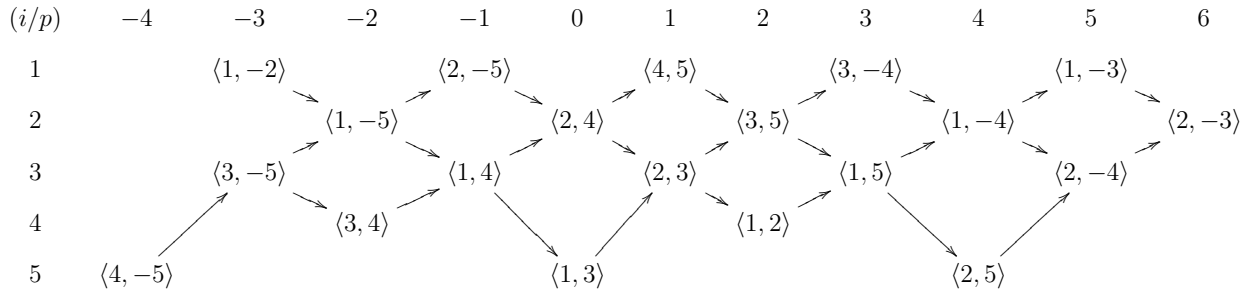 (i/p) −4 −3 −2 −1 0 1 2 3 4 5 6
1 ⟨1, −2⟩ ⟨2, −5⟩ ⟨4, 5⟩ ⟨3, −4⟩ ⟨1, −3⟩
2 ⟨1, −5⟩ ⟨2, 4⟩ ⟨3, 5⟩ ⟨1, −4⟩ ⟨2, −3⟩
3 ⟨3, −5⟩ ⟨1, 4⟩ ⟨2, 3⟩ ⟨1, 5⟩ ⟨2, −4⟩
4 ⟨3, 4⟩ ⟨1, 2⟩
5 ⟨4, −5⟩ ⟨1, 3⟩ ⟨2, 5⟩